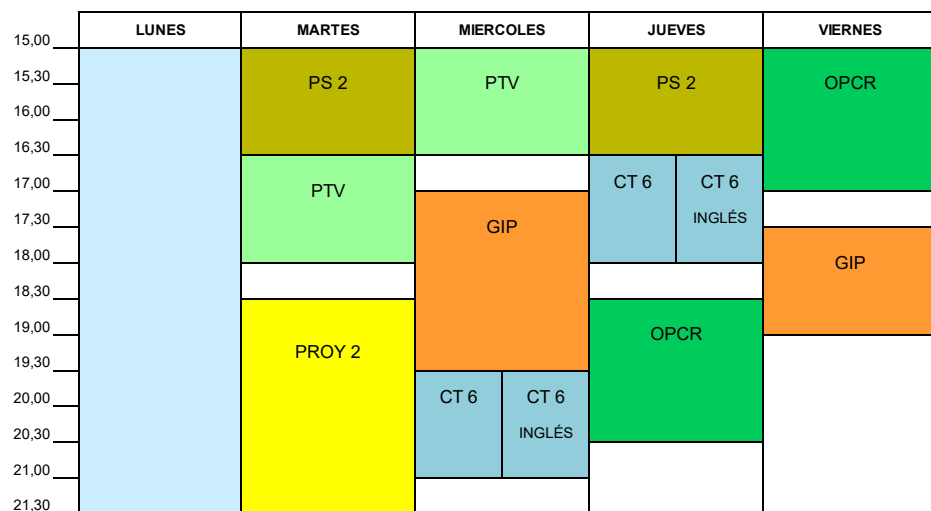 LUNES MARTES MIERCOLES JUEVES VIERNES
15,00
15,30 PS 2 PTV PS 2 OPCR
16,00
16,30
17,00 PTV CT 6 CT 6
INGLÉS
17,30 GIP
18,00 GIP
18,30
19,00 PROY 2 OPCR
19,30
20,00 CT 6 CT 6
20,30 INGLÉS
21,00
21,30